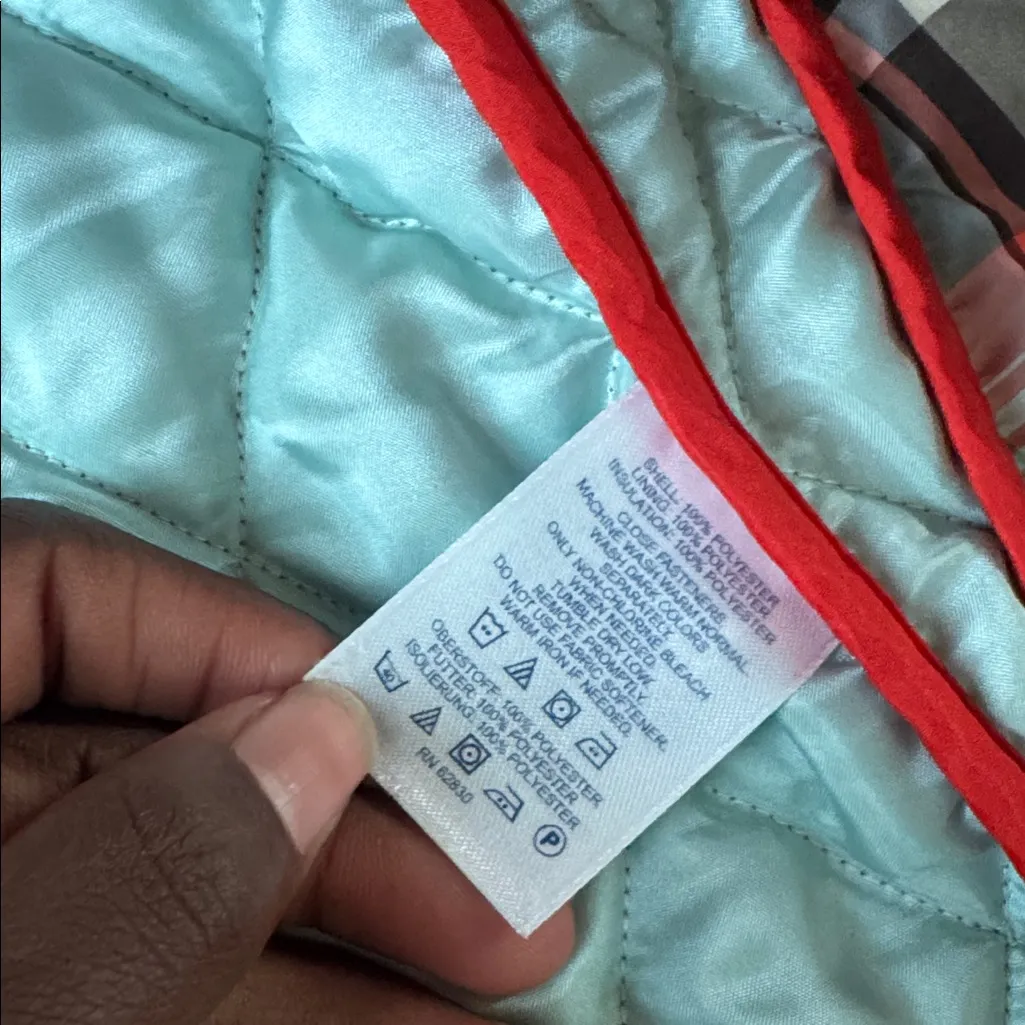 SHELL: 100% POLYESTER
LINING: 100% POLYESTER
INSULATION: 100% POLYESTER
CLOSE FASTENERS.
MACHINE WASH WARM NORMAL.
WASH DARK COLORS
SEPARATELY.
ONLY NON-CHLORINE BLEACH
WHEN NEEDED.
TUMBLE DRY LOW.
REMOVE PROMPTLY.
DO NOT USE FABRIC SOFTENER.
WARM IRON IF NEEDED.
OBERSTOFF: 100% POLYESTER
FUTTER: 100% POLYESTER
ISOLIERUNG: 100% POLYESTER
40
P
RN 62830